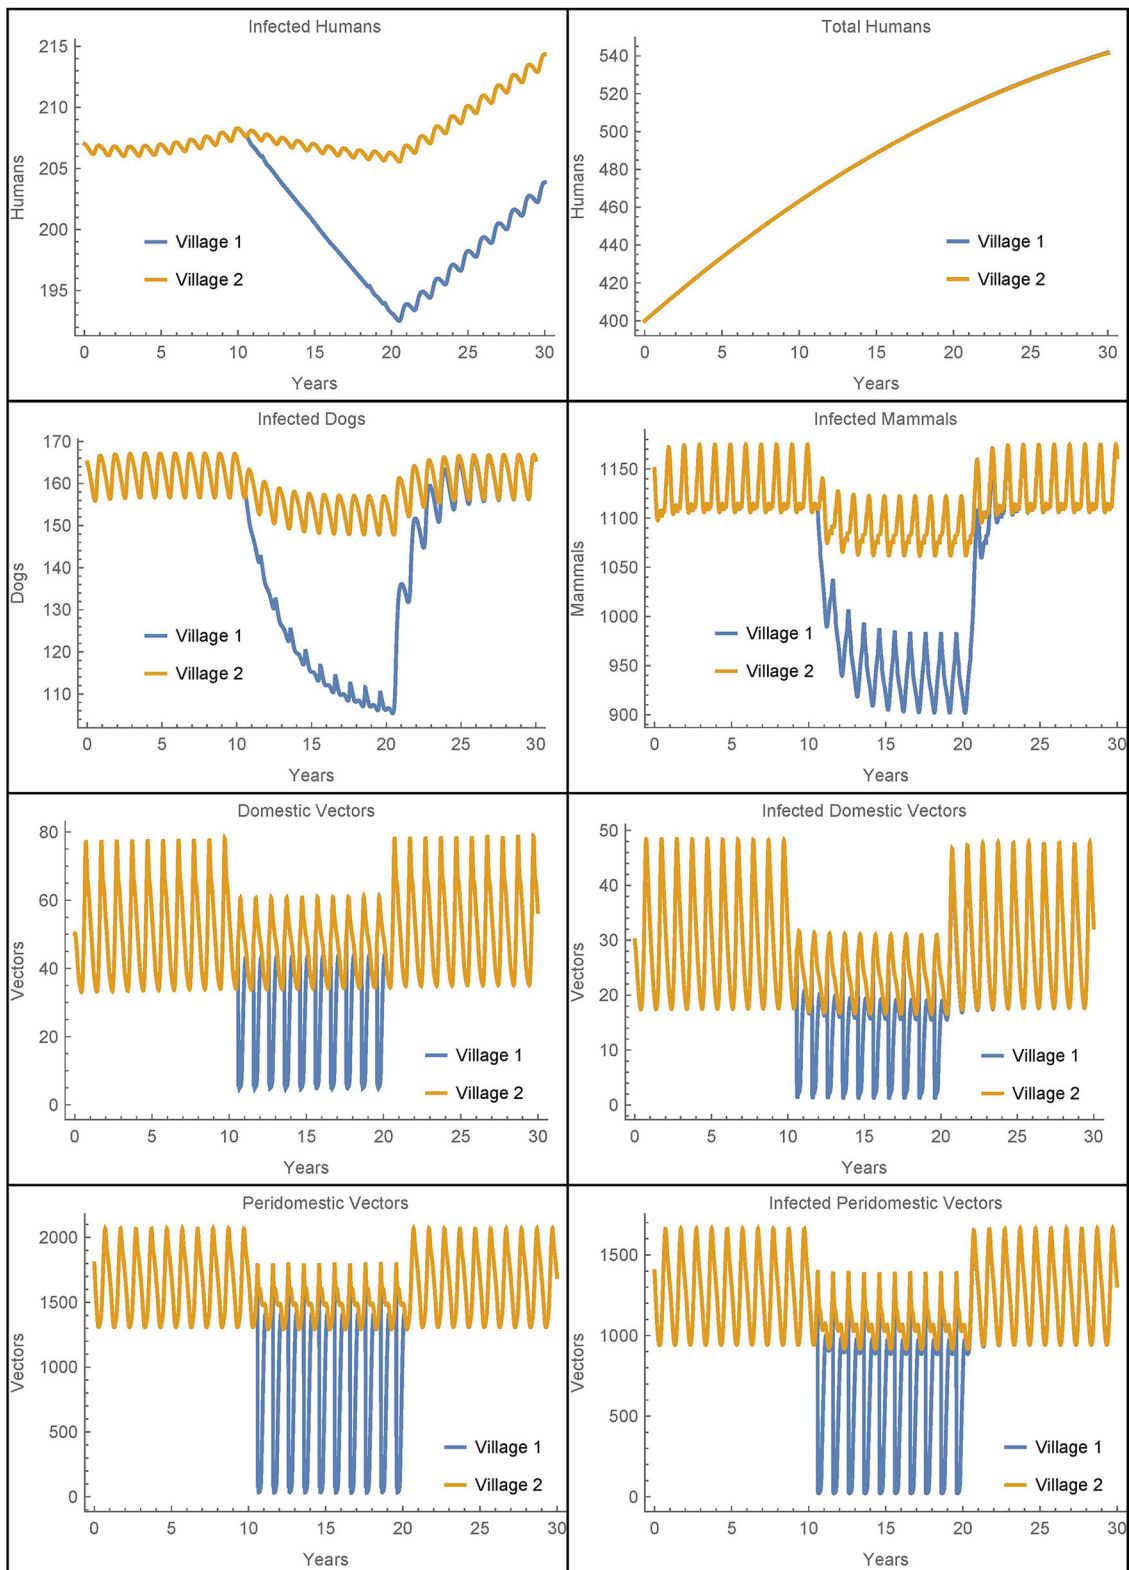 Infected Humans
215
210
205
200
195
Humans
Village 1
Village 2
0 5 10 15 20 25 30
Years
Total Humans
540
520
500
480
460
440
420
400
Humans
Village 1
Village 2
0 5 10 15 20 25 30
Years
Infected Dogs
170
160
150
140
130
120
110
Dogs
Village 1
Village 2
0 5 10 15 20 25 30
Years
Infected Mammals
1150
1100
1050
1000
950
900
Mammals
Village 1
Village 2
0 5 10 15 20 25 30
Years
Domestic Vectors
80
60
40
20
0
Vectors
Village 1
Village 2
0 5 10 15 20 25 30
Years
Infected Domestic Vectors
50
40
30
20
10
0
Vectors
Village 1
Village 2
0 5 10 15 20 25 30
Years
Peridomestic Vectors
2000
1500
1000
500
0
Vectors
Village 1
Village 2
0 5 10 15 20 25 30
Years
Infected Peridomestic Vectors
1500
1000
500
0
Vectors
Village 1
Village 2
0 5 10 15 20 25 30
Years